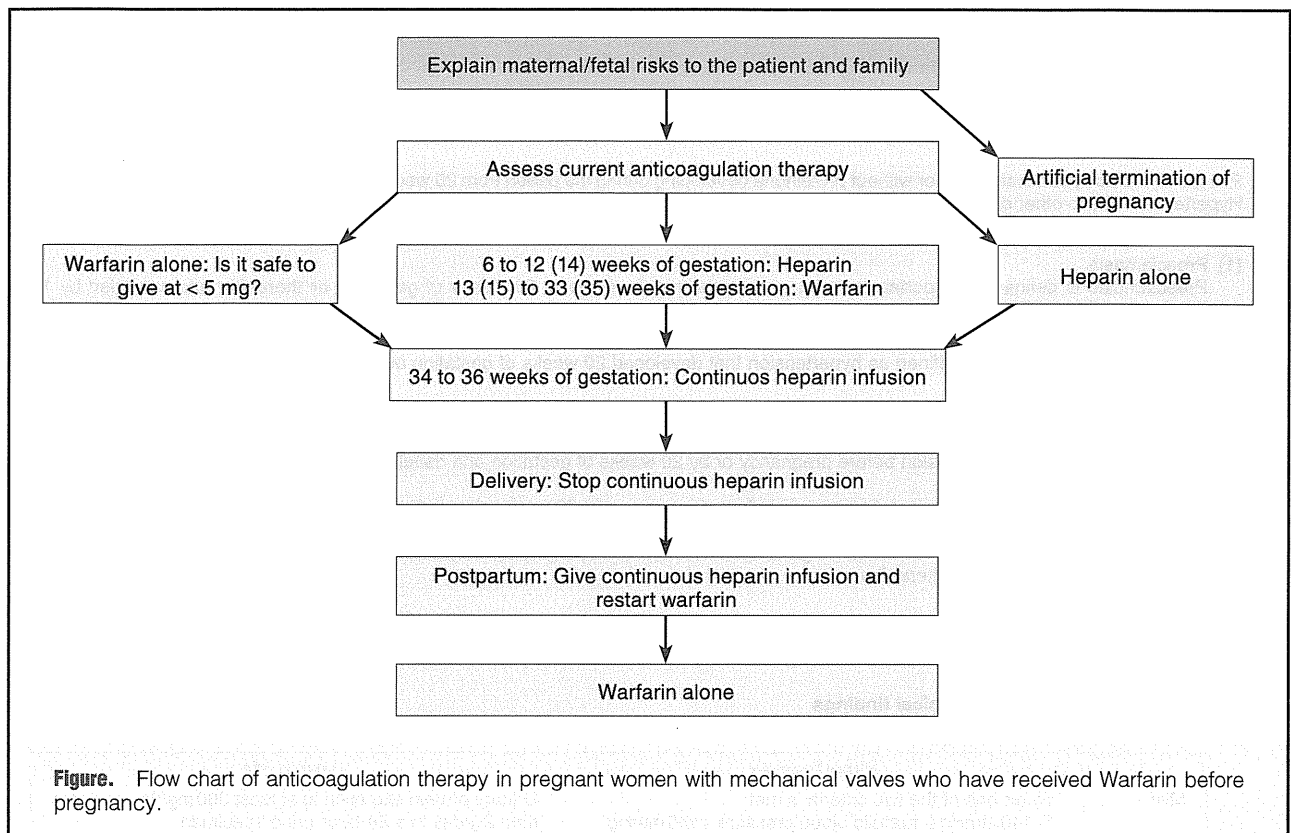 Explain maternal/fetal risks to the patient and family
Assess current anticoagulation therapy
Artificial termination of
pregnancy
Warfarin alone: Is it safe to
give at < 5 mg?
6 to 12 (14) weeks of gestation: Heparin
13 (15) to 33 (35) weeks of gestation: Warfarin
Heparin alone
34 to 36 weeks of gestation: Continuos heparin infusion
Delivery: Stop continuous heparin infusion
Postpartum: Give continuous heparin infusion and
restart warfarin
Warfarin alone
Figure. Flow chart of anticoagulation therapy in pregnant women with mechanical valves who have received Warfarin before
pregnancy.